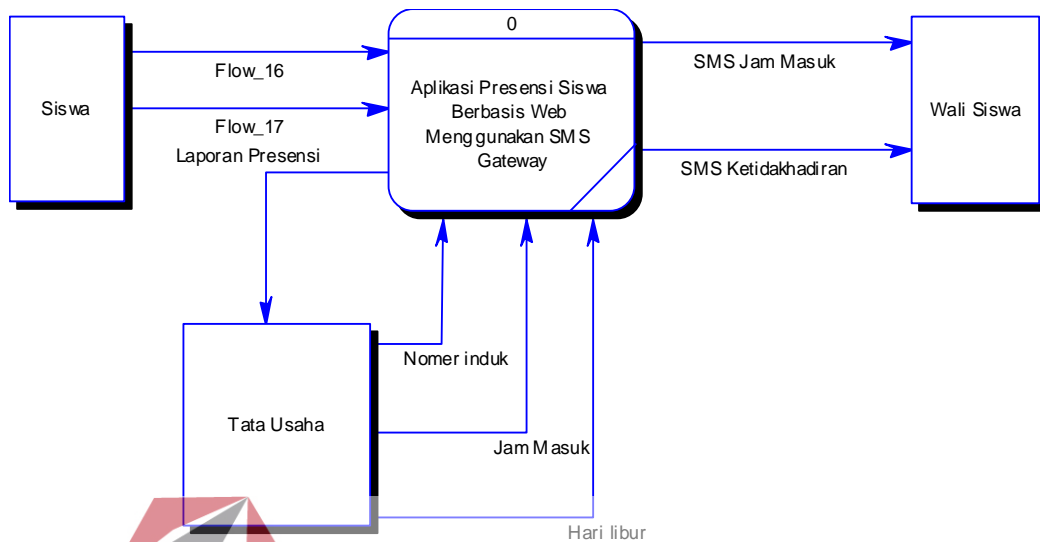 0
Siswa
Flow_16
Flow_17
Laporan Presensi
Aplikasi Presensi Siswa
Berbasis Web
Menggunakan SMS
Gateway
SMS Jam Masuk
SMS Ketidakhadiran
Wali Siswa
Tata Usaha
Nomer induk
Jam Masuk
Hari libur